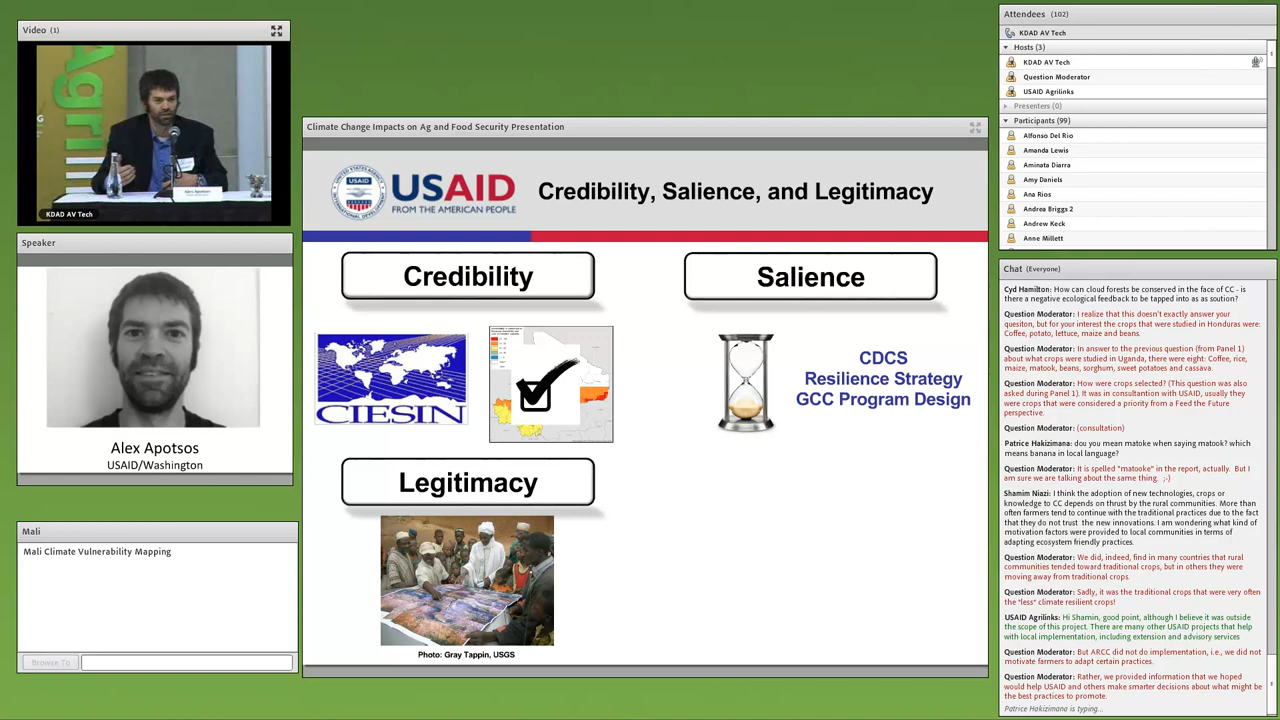 Video (1)
Agril
Alex Apotsos
KDAD AV Tech
Speaker
Alex Apotsos
USAID/Washington
Mali
Mali Climate Vulnerability Mapping
Browse To
Climate Change Impacts on Ag and Food Security Presentation
UNITED STATES AGENCY
INTERNATIONAL DEVELOPMENT
USAID
USAID
FROM THE AMERICAN PEOPLE
Credibility, Salience, and Legitimacy
Credibility
Salience
CIESIN
CDCS
Resilience Strategy
GCC Program Design
Legitimacy
Photo: Gray Tappin, USGS
Attendees (102)
KDAD AV Tech
Hosts (3)
KDAD AV Tech
Question Moderator
USAID Agrilinks
Presenters (0)
Participants (99)
Alfonso Del Rio
Amanda Lewis
Aminata Diarra
Amy Daniels
Ana Rios
Andrea Briggs 2
Andrew Keck
Anne Millett
Chat (Everyone)
Cyd Hamilton: How can cloud forests be conserved in the face of CC - is
there a negative ecological feedback to be tapped into as as soution?
Question Moderator: I realize that this doesn't exactly answer your
quesiton, but for your interest the crops that were studied in Honduras were:
Coffee, potato, lettuce, maize and beans.
Question Moderator: In answer to the previous question (from Panel 1)
about what crops were studied in Uganda, there were eight: Coffee, rice,
maize, matook, beans, sorghum, sweet potatoes and cassava.
Question Moderator: How were crops selected? (This question was also
asked during Panel 1). It was in consultantion with USAID, usually they
were crops that were considered a priority from a Feed the Future
perspective.
Question Moderator: (consultation)
Patrice Hakizimana: dou you mean matoke when saying matook? which
means banana in local language?
Question Moderator: It is spelled "matooke" in the report, actually. But I
am sure we are talking about the same thing. ;-)
Shamim Niazi: I think the adoption of new technologies, crops or
knowledge to CC depends on thrust by the rural communities. More than
often farmers tend to continue with the traditional practices due to the fact
that they do not trust the new innovations. I am wondering what kind of
motivation factors were provided to local communities in terms of
adapting ecosystem friendly practices.
Question Moderator: We did, indeed, find in many countries that rural
communities tended toward traditional crops, but in others they were
moving away from traditional crops.
Question Moderator: Sadly, it was the traditional crops that were very often
the "less" climate resilient crops!
USAID Agrilinks: Hi Shamin, good point, although I believe it was outside
the scope of this project. There are many other USAID projects that help
with local implementation, including extension and advisory services
Question Moderator: But ARCC did not do implementation, i.e., we did not
motivate farmers to adapt certain practices.
Question Moderator: Rather, we provided information that we hoped
would help USAID and others make smarter decisions about what might be
the best practices to promote.
Patrice Hakizimana is typing...